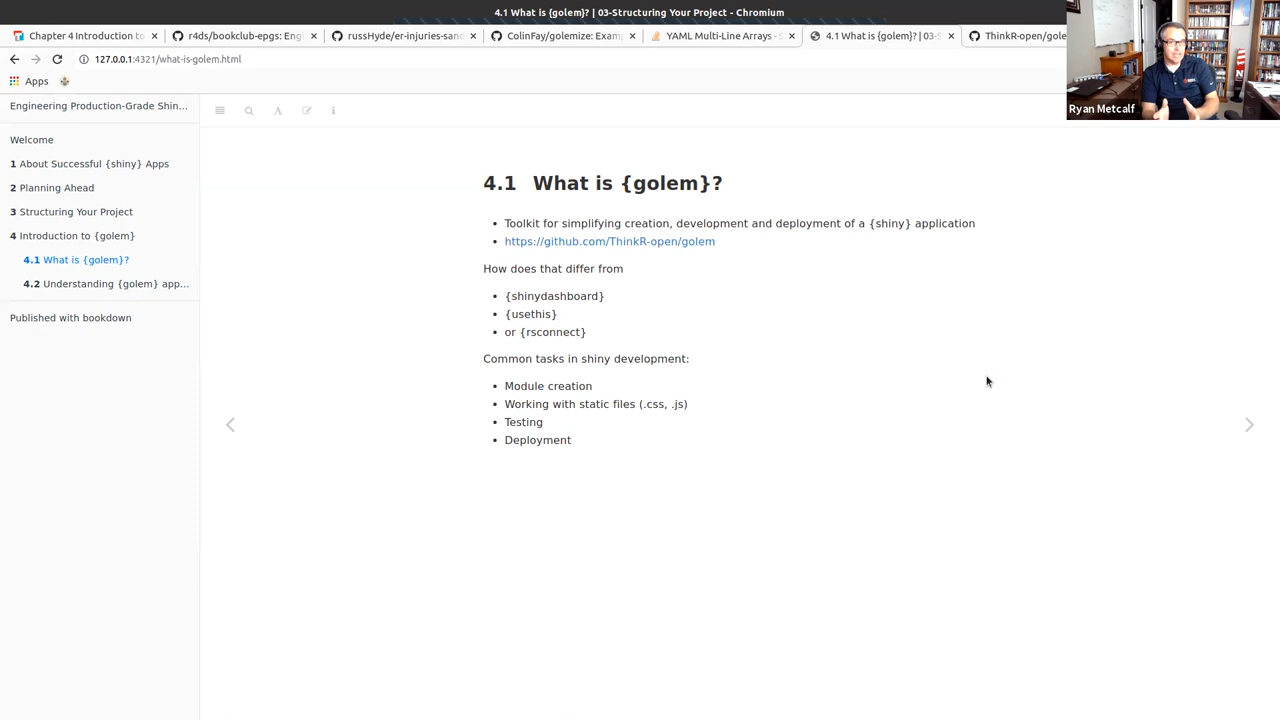 4.1 What is {golem}? | 03-Structuring Your Project - Chromium
Chapter 4 Introduction to
r4ds/bookclub-epgs: Eng
russHyde/er-injuries-sand
ColinFay/golemize: Exam
YAML Multi-Line Arrays - S
4.1 What is {golem}? | 03-S
ThinkR-open/gole
127.0.0.1:4321/what-is-golem.html
Apps
Engineering Production-Grade Shin...
Welcome
1 About Successful {shiny} Apps
2 Planning Ahead
3 Structuring Your Project
4 Introduction to {golem}
4.1 What is {golem}?
4.2 Understanding {golem} app...
Published with bookdown
4.1 What is {golem}?
• Toolkit for simplifying creation, development and deployment of a {shiny} application
• https://github.com/ThinkR-open/golem
How does that differ from
• {shinydashboard}
• {usethis}
• or {rsconnect}
Common tasks in shiny development:
• Module creation
• Working with static files (.css, .js)
• Testing
• Deployment
Ryan Metcalf